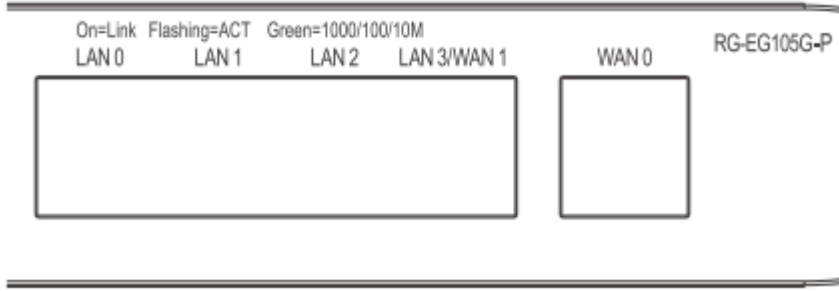 On=Link Flashing=ACT Green=1000/100/10M
LAN 0 LAN 1 LAN 2 LAN 3/WAN 1 WAN 0
RG-EG105G-P